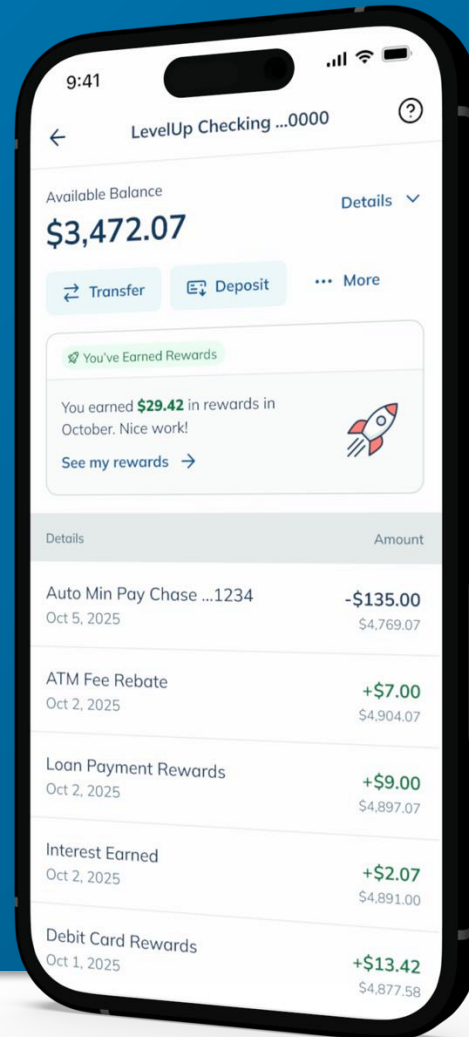 9:41
LevelUp Checking ...0000
Available Balance
$3,472.07
Details
Transfer
Deposit
More
You've Earned Rewards
You earned $29.42 in rewards in
October. Nice work!
See my rewards
Details Amount
Auto Min Pay Chase ...1234 -$135.00
Oct 5, 2025 $4,769.07
ATM Fee Rebate +$7.00
Oct 2, 2025 $4,904.07
Loan Payment Rewards +$9.00
Oct 2, 2025 $4,897.07
Interest Earned +$2.07
Oct 2, 2025 $4,891.00
Debit Card Rewards +$13.42
Oct 1, 2025 $4,877.58